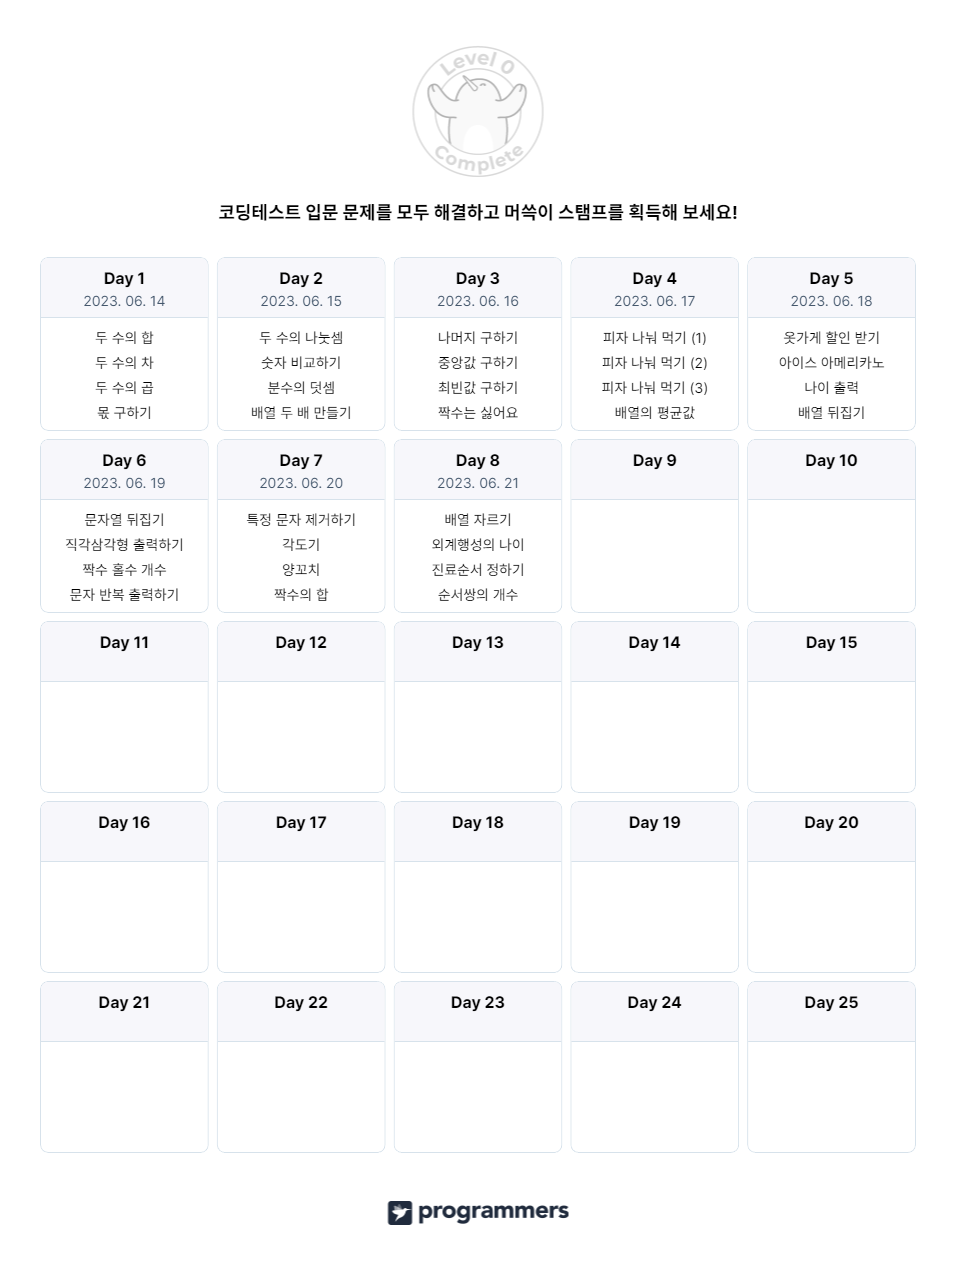 Level 0
Complete
코딩테스트 입문 문제를 모두 해결하고 머쓱이 스탬프를 획득해 보세요!
Day 1
2023. 06. 14
두 수의 합
두 수의 차
두 수의 곱
몫 구하기
Day 2
2023. 06. 15
두 수의 나눗셈
숫자 비교하기
분수의 덧셈
배열 두 배 만들기
Day 3
2023. 06. 16
나머지 구하기
중앙값 구하기
최빈값 구하기
짝수는 싫어요
Day 4
2023. 06. 17
피자 나눠 먹기 (1)
피자 나눠 먹기 (2)
피자 나눠 먹기 (3)
배열의 평균값
Day 5
2023. 06. 18
옷가게 할인 받기
아이스 아메리카노
나이 출력
배열 뒤집기
Day 6
2023. 06. 19
문자열 뒤집기
직각삼각형 출력하기
짝수 홀수 개수
문자 반복 출력하기
Day 7
2023. 06. 20
특정 문자 제거하기
각도기
양꼬치
짝수의 합
Day 8
2023. 06. 21
배열 자르기
외계행성의 나이
진료순서 정하기
순서쌍의 개수
Day 9
Day 10
Day 11
Day 12
Day 13
Day 14
Day 15
Day 16
Day 17
Day 18
Day 19
Day 20
Day 21
Day 22
Day 23
Day 24
Day 25
programmers